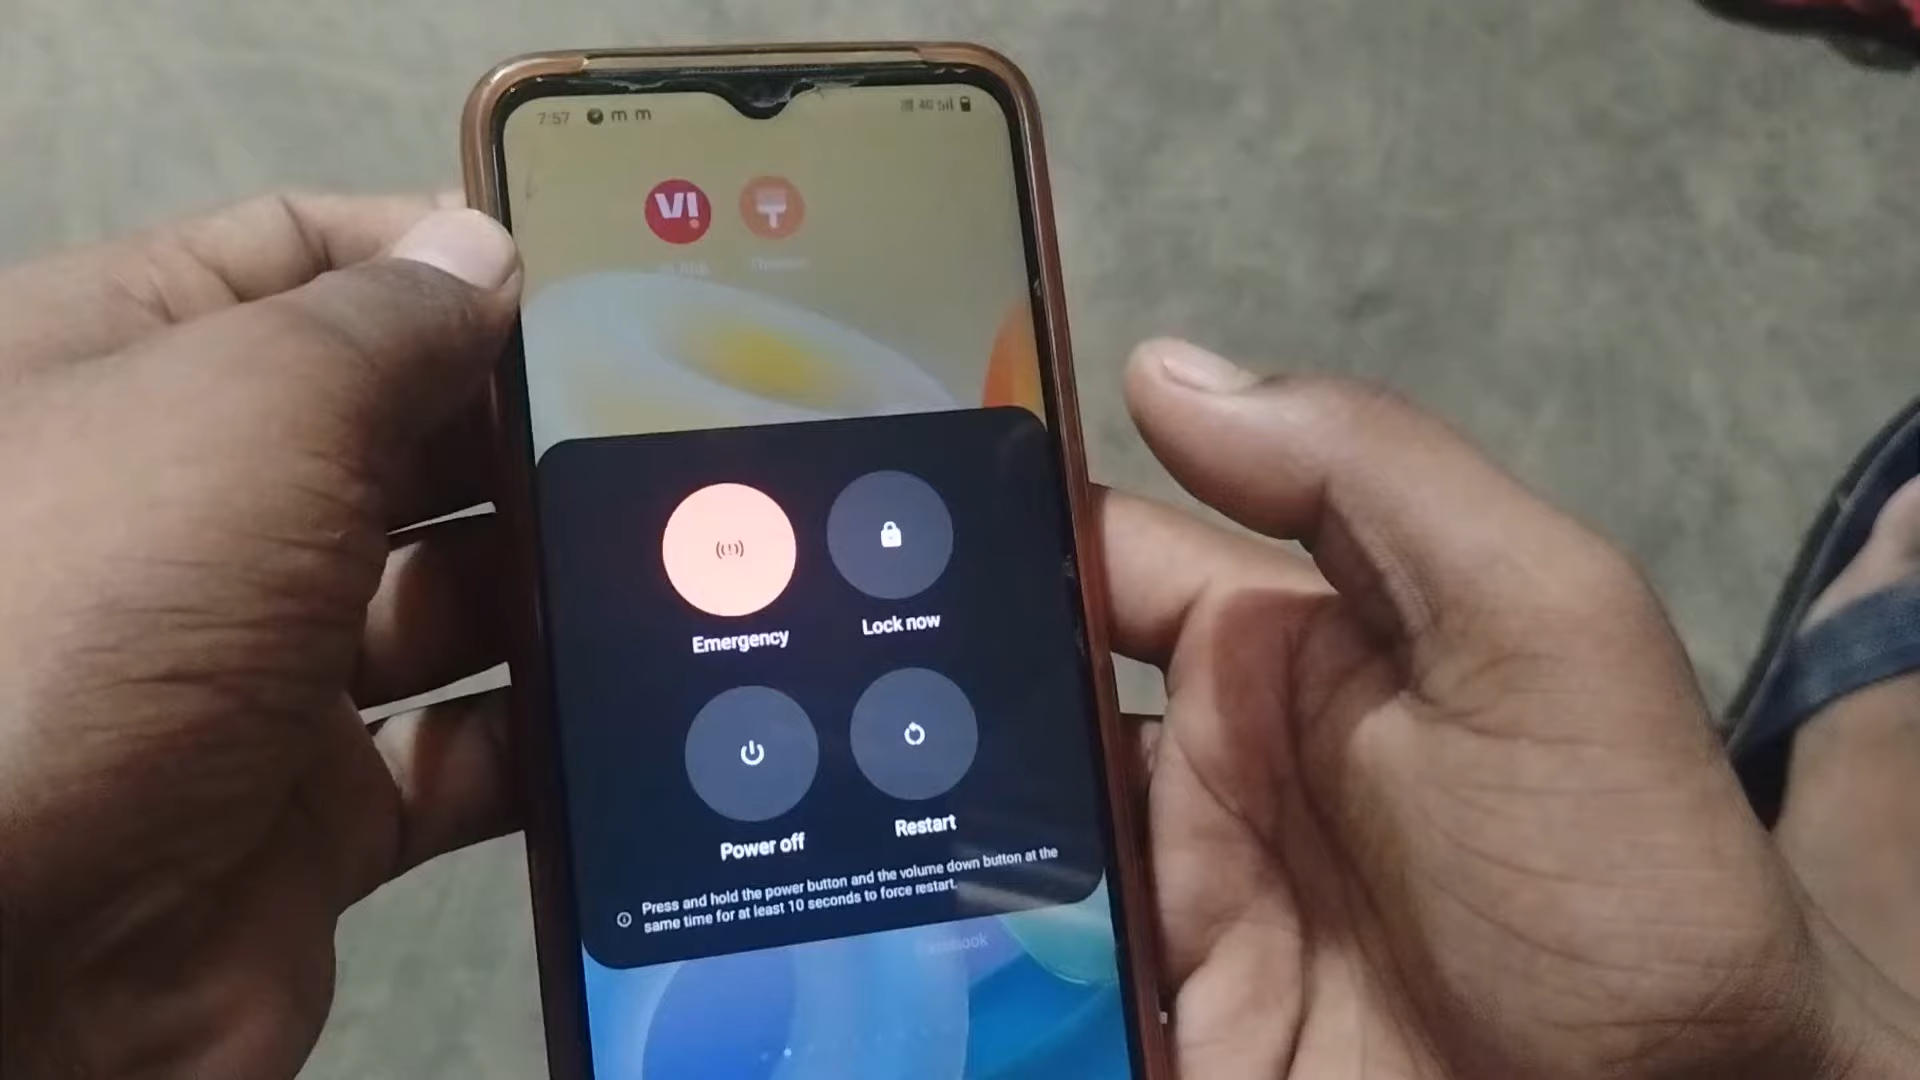 7:57 m m 4G
VI
Emergency
Lock now
Power off
Restart
Press and hold the power button and the volume down button at the
same time for at least 10 seconds to force restart.